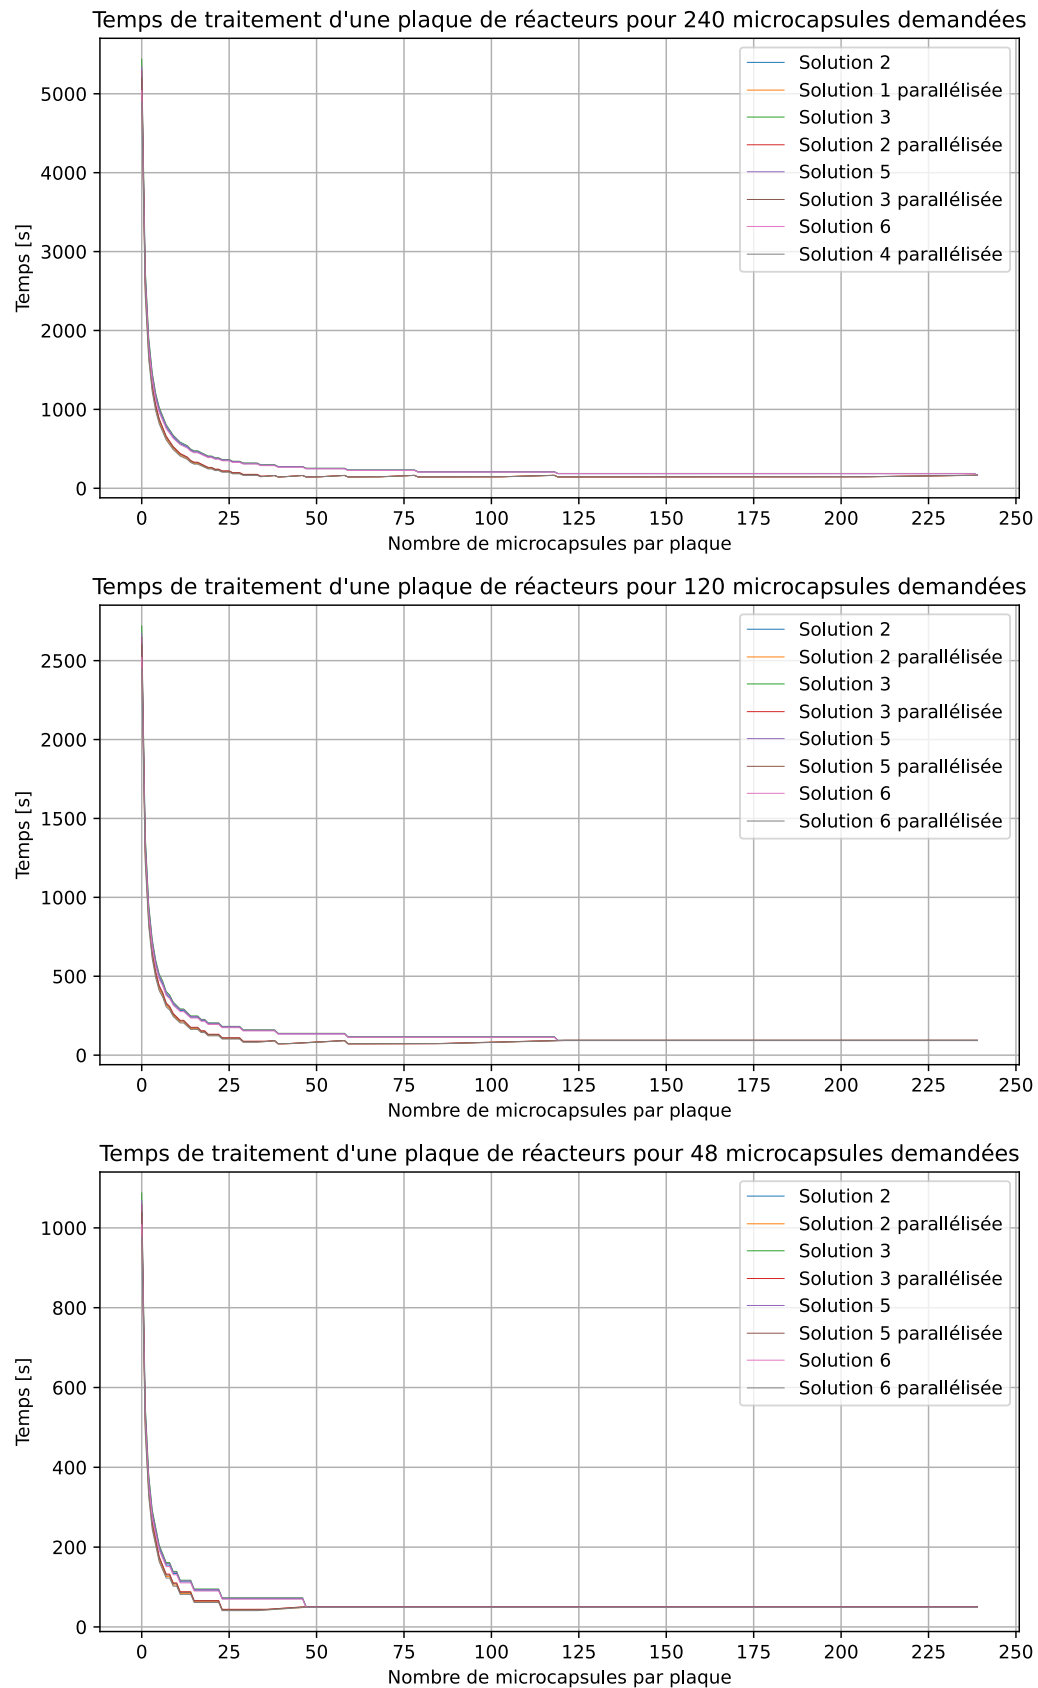 Temps de traitement d'une plaque de réacteurs pour 240 microcapsules demandées
Temps [s]
5000
4000
3000
2000
1000
0
Solution 2
Solution 1 parallélisée
Solution 3
Solution 2 parallélisée
Solution 5
Solution 3 parallélisée
Solution 6
Solution 4 parallélisée
0 25 50 75 100 125 150 175 200 225 250
Nombre de microcapsules par plaque
Temps de traitement d'une plaque de réacteurs pour 120 microcapsules demandées
Temps [s]
2500
2000
1500
1000
500
0
Solution 2
Solution 2 parallélisée
Solution 3
Solution 3 parallélisée
Solution 5
Solution 5 parallélisée
Solution 6
Solution 6 parallélisée
0 25 50 75 100 125 150 175 200 225 250
Nombre de microcapsules par plaque
Temps de traitement d'une plaque de réacteurs pour 48 microcapsules demandées
Temps [s]
1000
800
600
400
200
0
Solution 2
Solution 2 parallélisée
Solution 3
Solution 3 parallélisée
Solution 5
Solution 5 parallélisée
Solution 6
Solution 6 parallélisée
0 25 50 75 100 125 150 175 200 225 250
Nombre de microcapsules par plaque